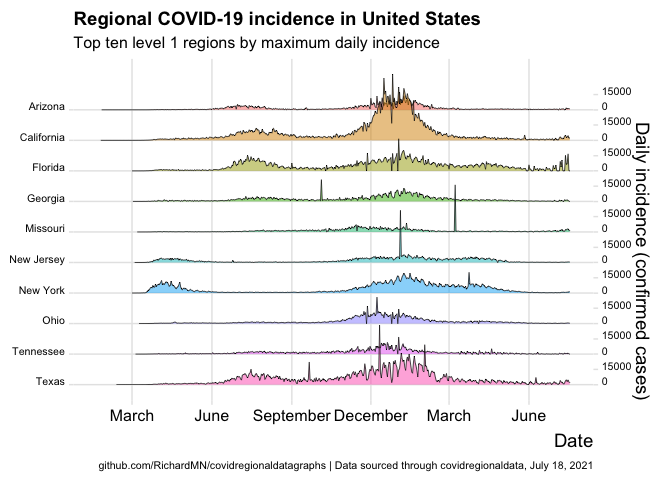 Regional COVID-19 incidence in United States
Top ten level 1 regions by maximum daily incidence
Arizona 15000 0
California 15000 0
Florida 15000 0
Georgia 15000 0
Missouri 15000 0
New Jersey 15000 0
New York 15000 0
Ohio 15000 0
Tennessee 15000 0
Texas 15000 0
Daily incidence (confirmed cases)
March June September December March June
Date
github.com/RichardMN/covidregionaldatagraphs | Data sourced through covidregionaldata, July 18, 2021